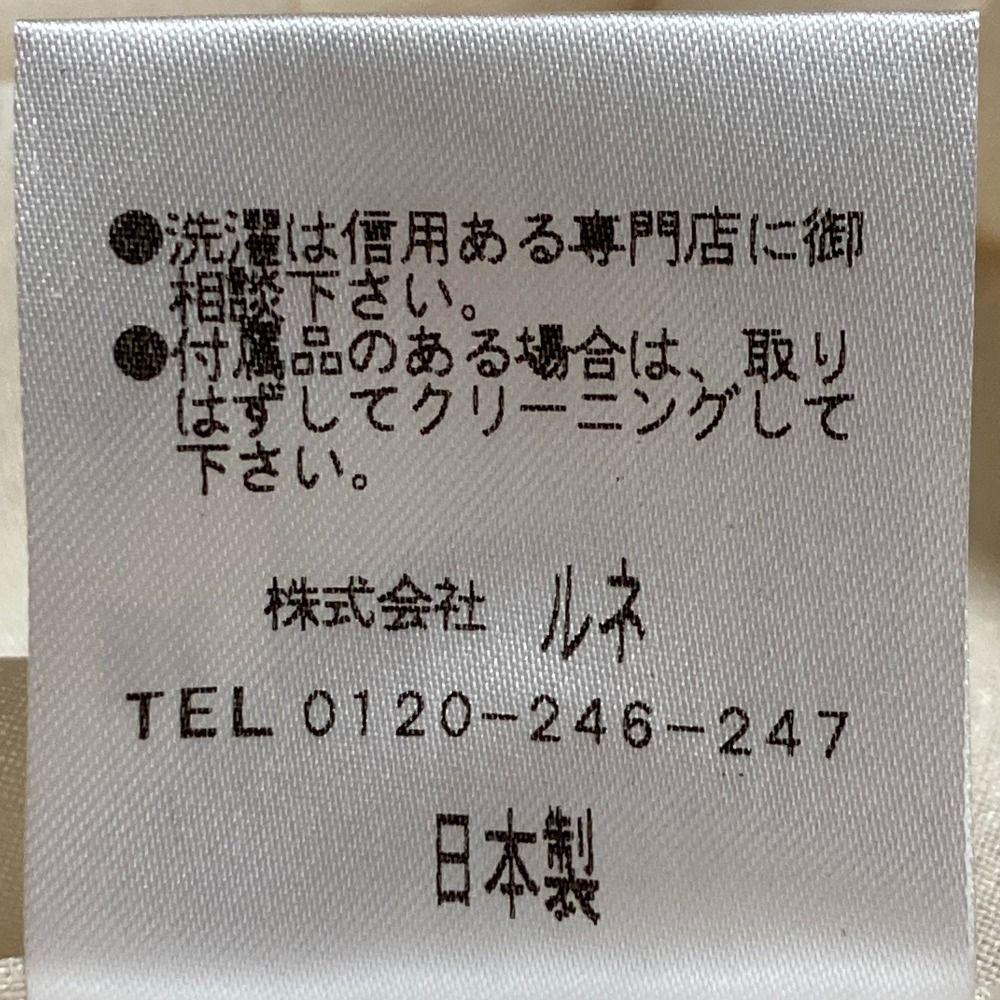 ●洗濯は信用ある専門店に御
相談下さい。
●付属品のある場合は、取り
はずしてクリーニングして
下さい。
株式会社 ルネ
TEL 0120-246-247
日本製